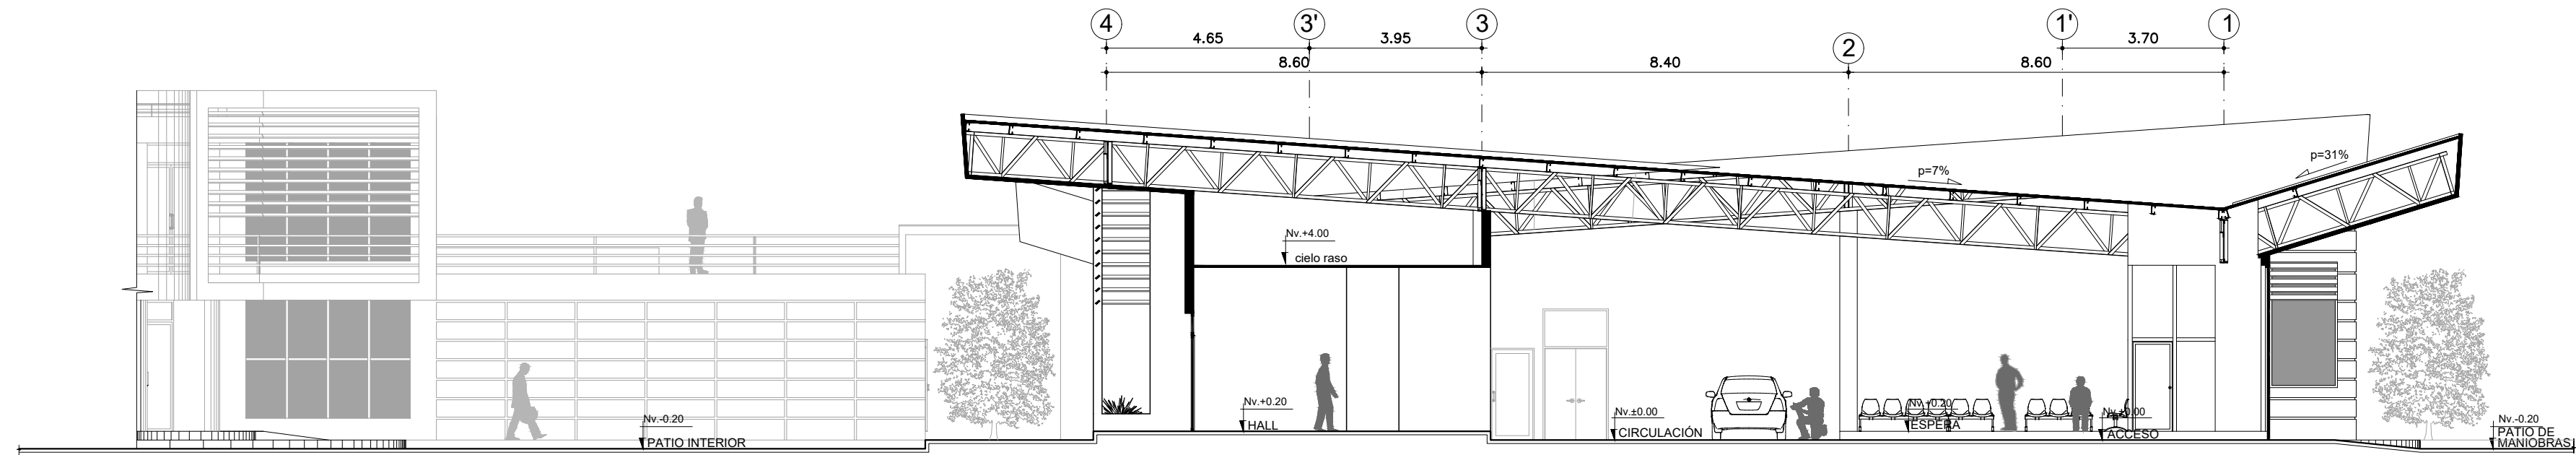 4
3'
3
2
1'
1
4.65
3.95
3.70
8.60
8.40
8.60
p=31%
p=7%
Nv.+4.00
cielo raso
Nv.+0.20
HALL
Nv.-0.20
PATIO INTERIOR
Nv.±0.00
CIRCULACIÓN
Nv.+0.20
ESPERA
Nv.±0.00
ACCESO
Nv.-0.20
PATIO DE
MANIOBRAS